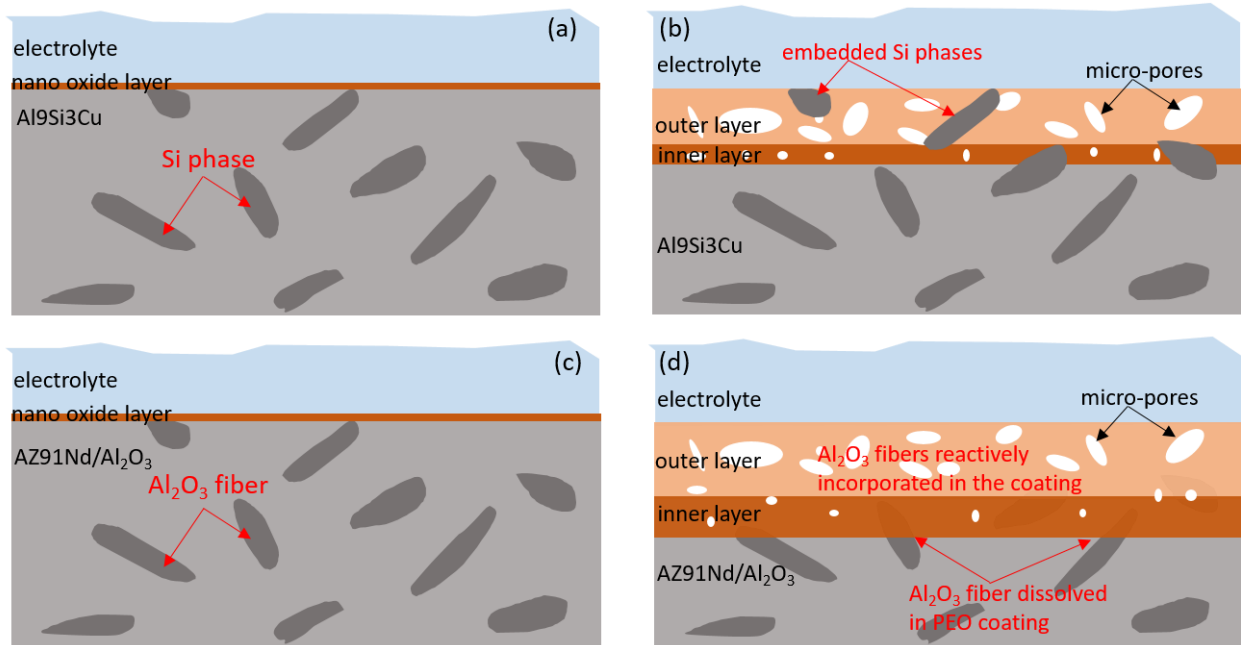 (a)
electrolyte
nano oxide layer
Al9Si3Cu
Si phase
(b)
embedded Si phases
electrolyte
micro-pores
outer layer
inner layer
Al9Si3Cu
(c)
electrolyte
nano oxide layer
AZ91Nd/Al₂O₃
Al₂O₃ fiber
(d)
electrolyte
micro-pores
outer layer
Al₂O₃ fibers reactively
incorporated in the coating
inner layer
AZ91Nd/Al₂O₃
Al₂O₃ fiber dissolved
in PEO coating